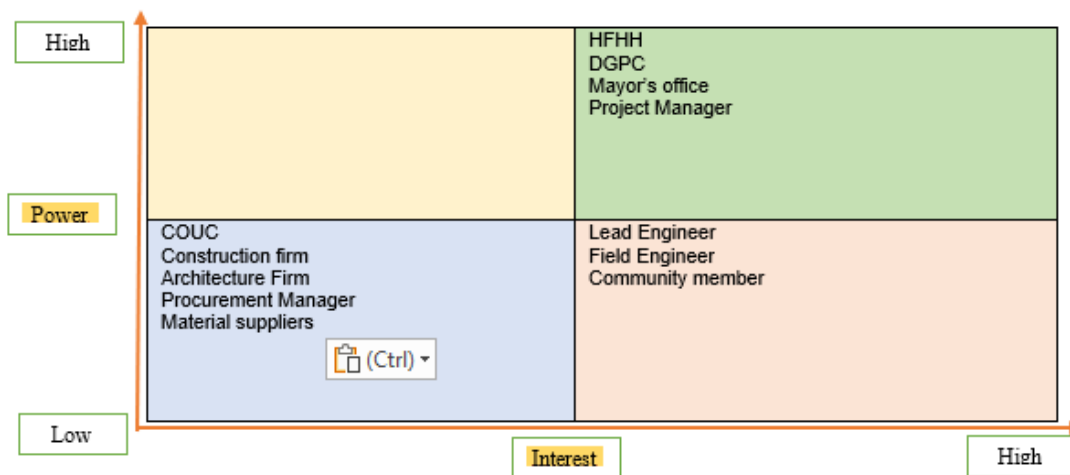 High
HFHH
DGPC
Mayor's office
Project Manager
Power
COUC
Construction firm
Architecture Firm
Procurement Manager
Material suppliers
Lead Engineer
Field Engineer
Community member
(Ctrl)
Low
Interest
High